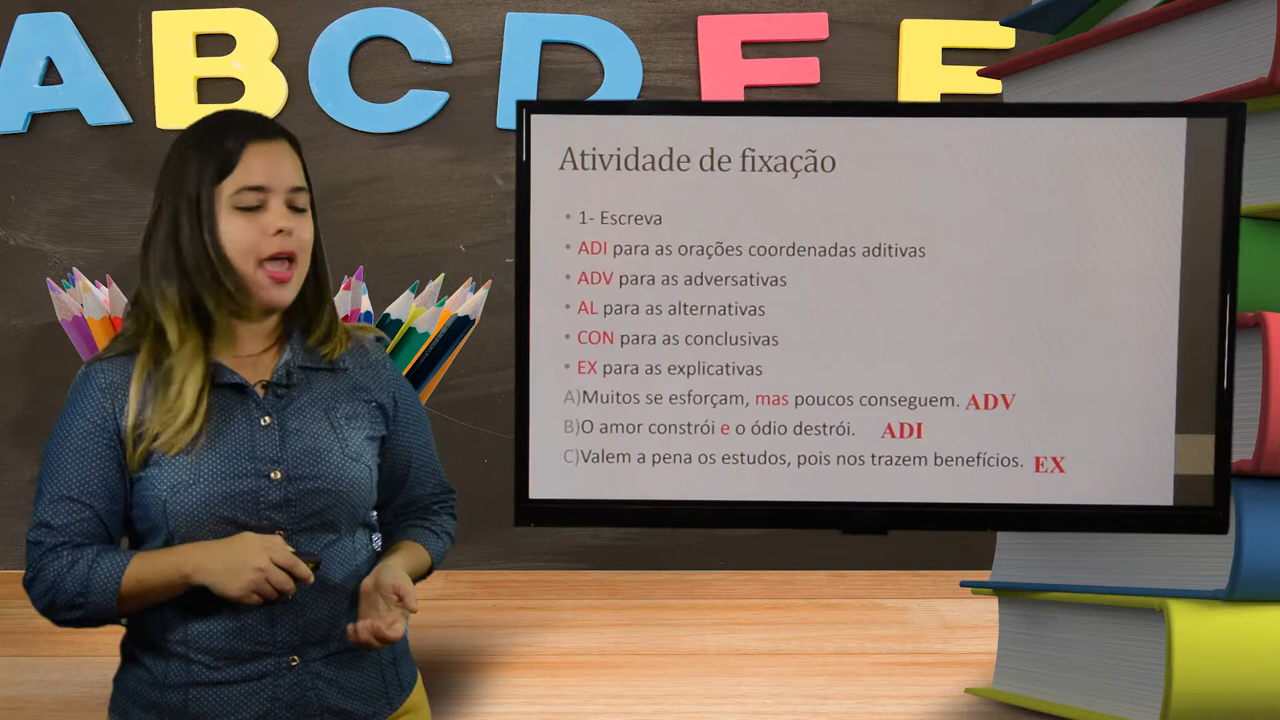 ABCDEF
Atividade de fixação
• 1- Escreva
• ADI para as orações coordenadas aditivas
• ADV para as adversativas
• AL para as alternativas
• CON para as conclusivas
• EX para as explicativas
A)Muitos se esforçam, mas poucos conseguem. ADV
B)O amor constrói e o ódio destrói. ADI
C)Valem a pena os estudos, pois nos trazem benefícios. EX